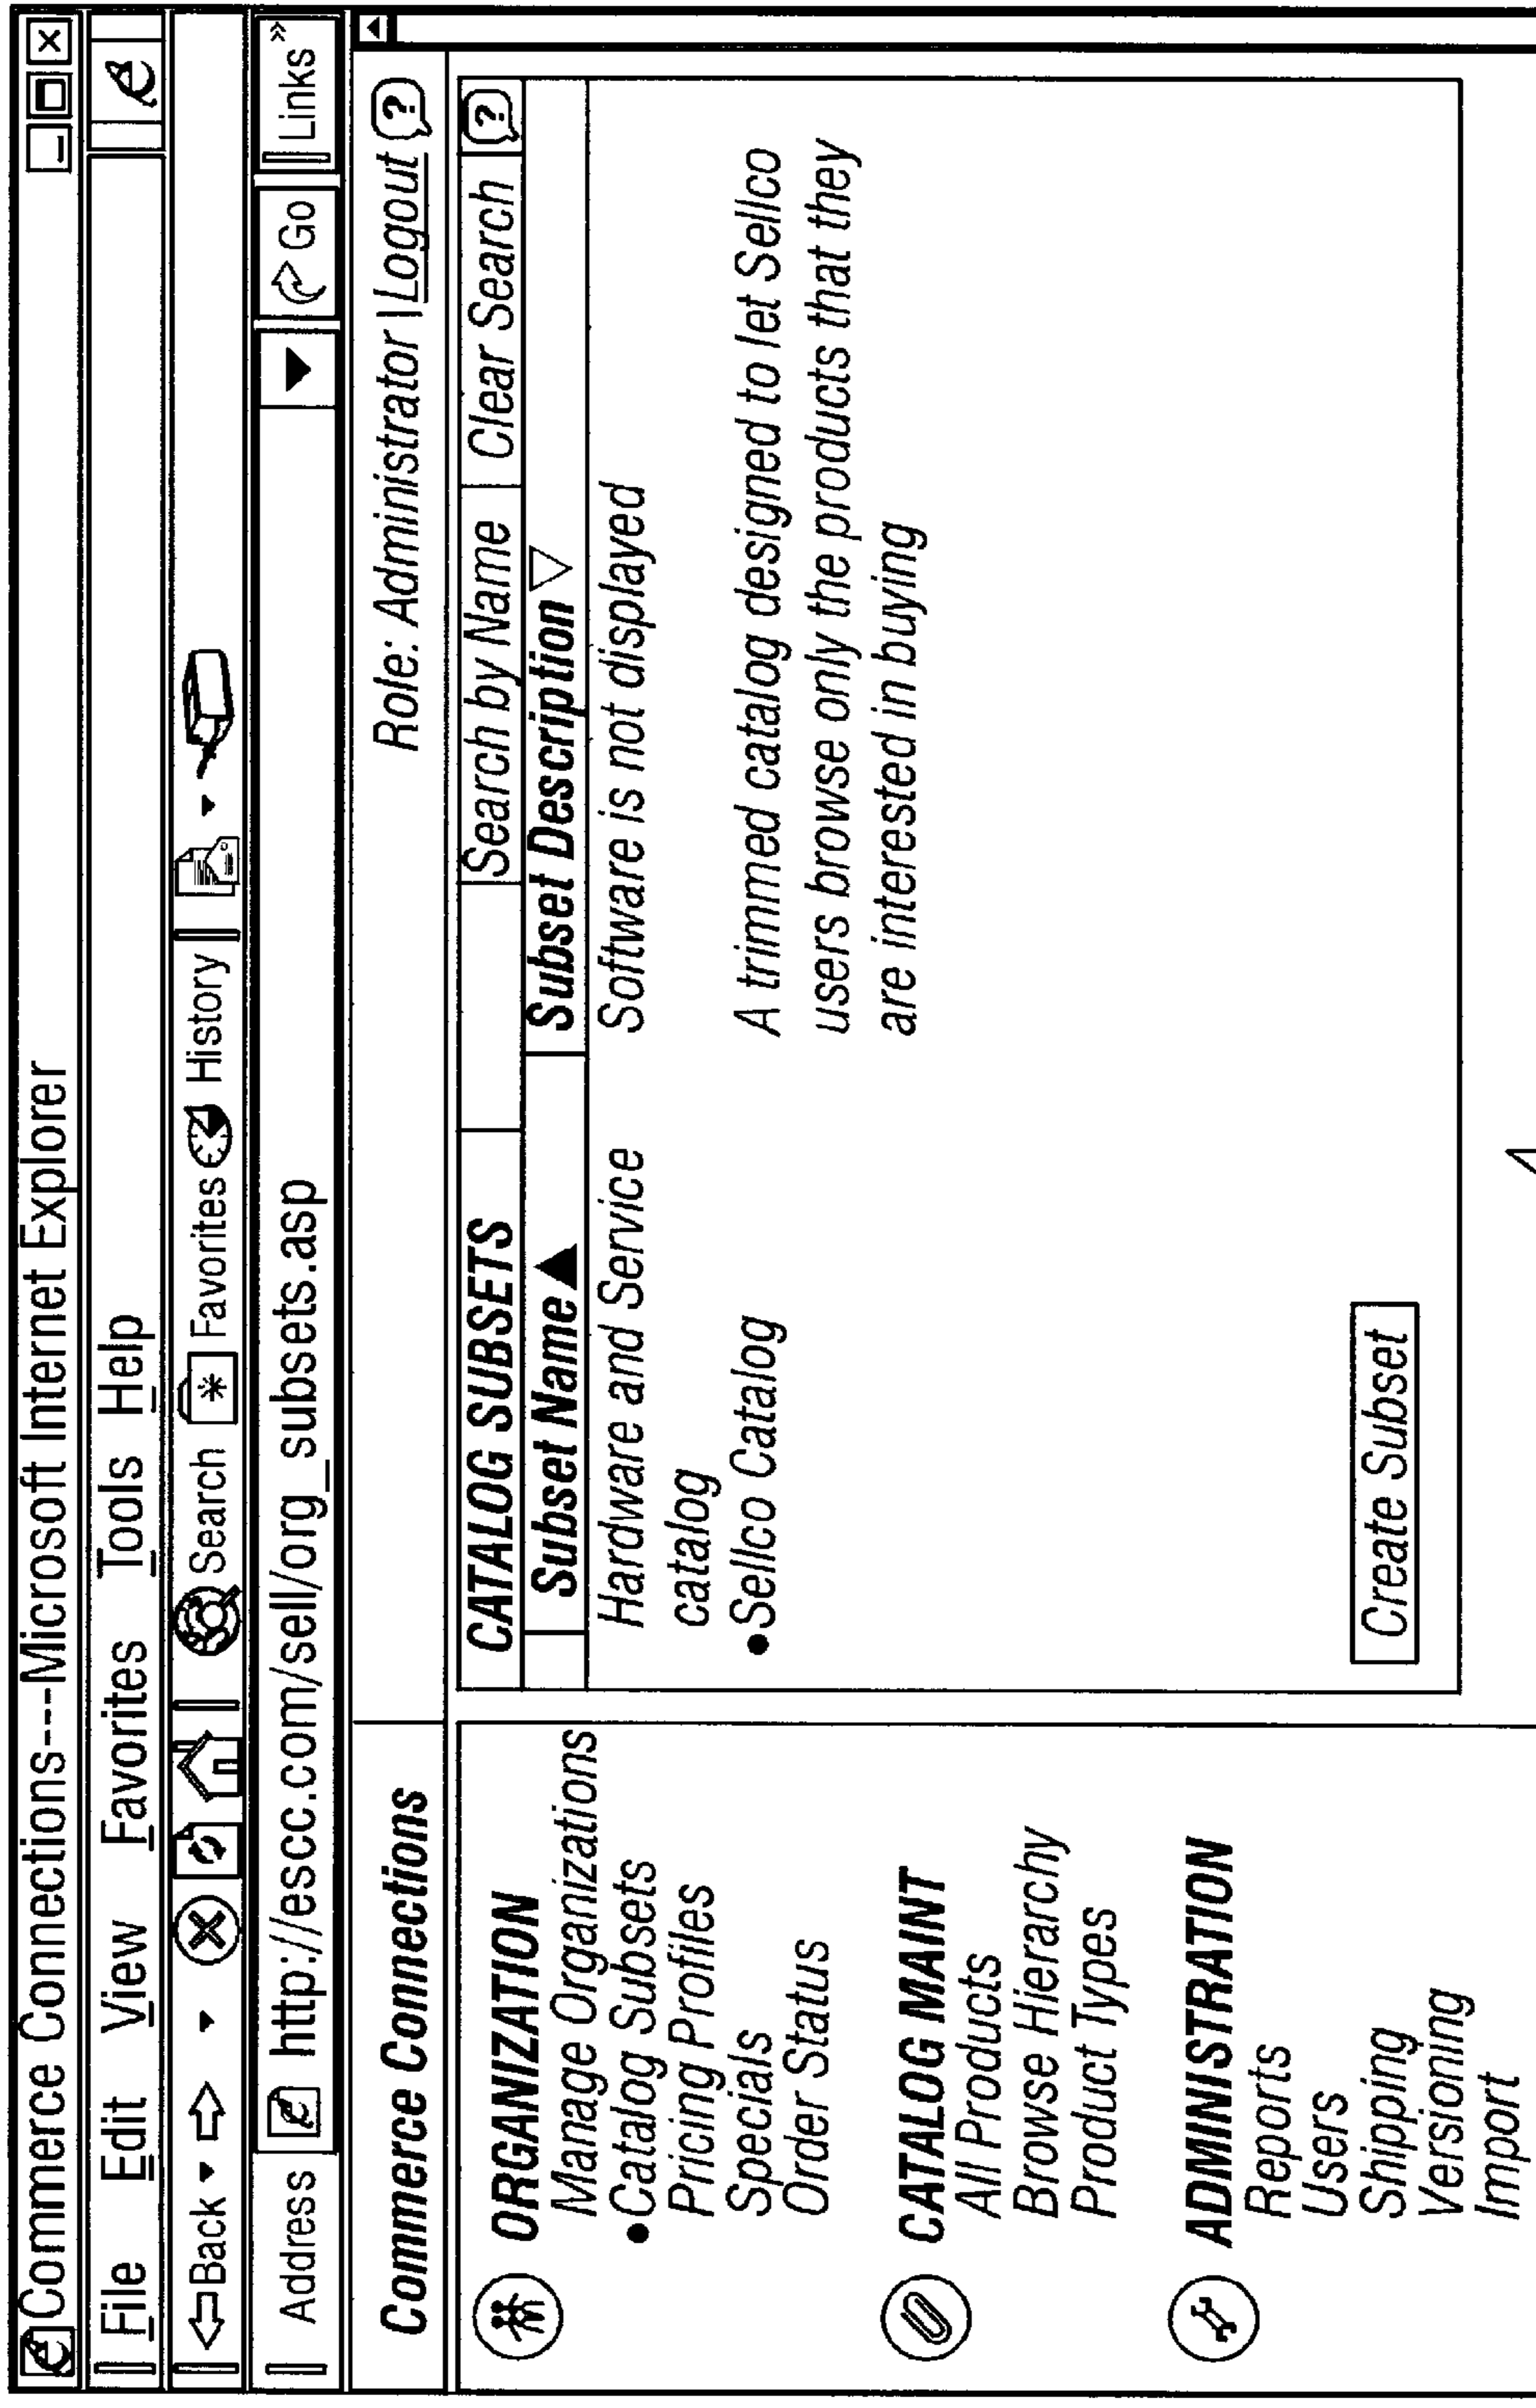 Commerce Connections---Microsoft Internet Explorer
File Edit View Favorites Tools Help
Back Search Favorites History
Address http://escc.com/sell/org_subsets.asp Go Links »
Commerce Connections Role: Administrator | Logout ?
ORGANIZATION
Manage Organizations
•Catalog Subsets
Pricing Profiles
Specials
Order Status
CATALOG MAINT
All Products
Browse Hierarchy
Product Types
ADMINISTRATION
Reports
Users
Shipping
Versioning
Import
CATALOG SUBSETS Search by Name Clear Search ?
Subset Name Subset Description
Hardware and Service Software is not displayed
catalog
•Sellco Catalog A trimmed catalog designed to let Sellco
users browse only the products that they
are interested in buying
Create Subset